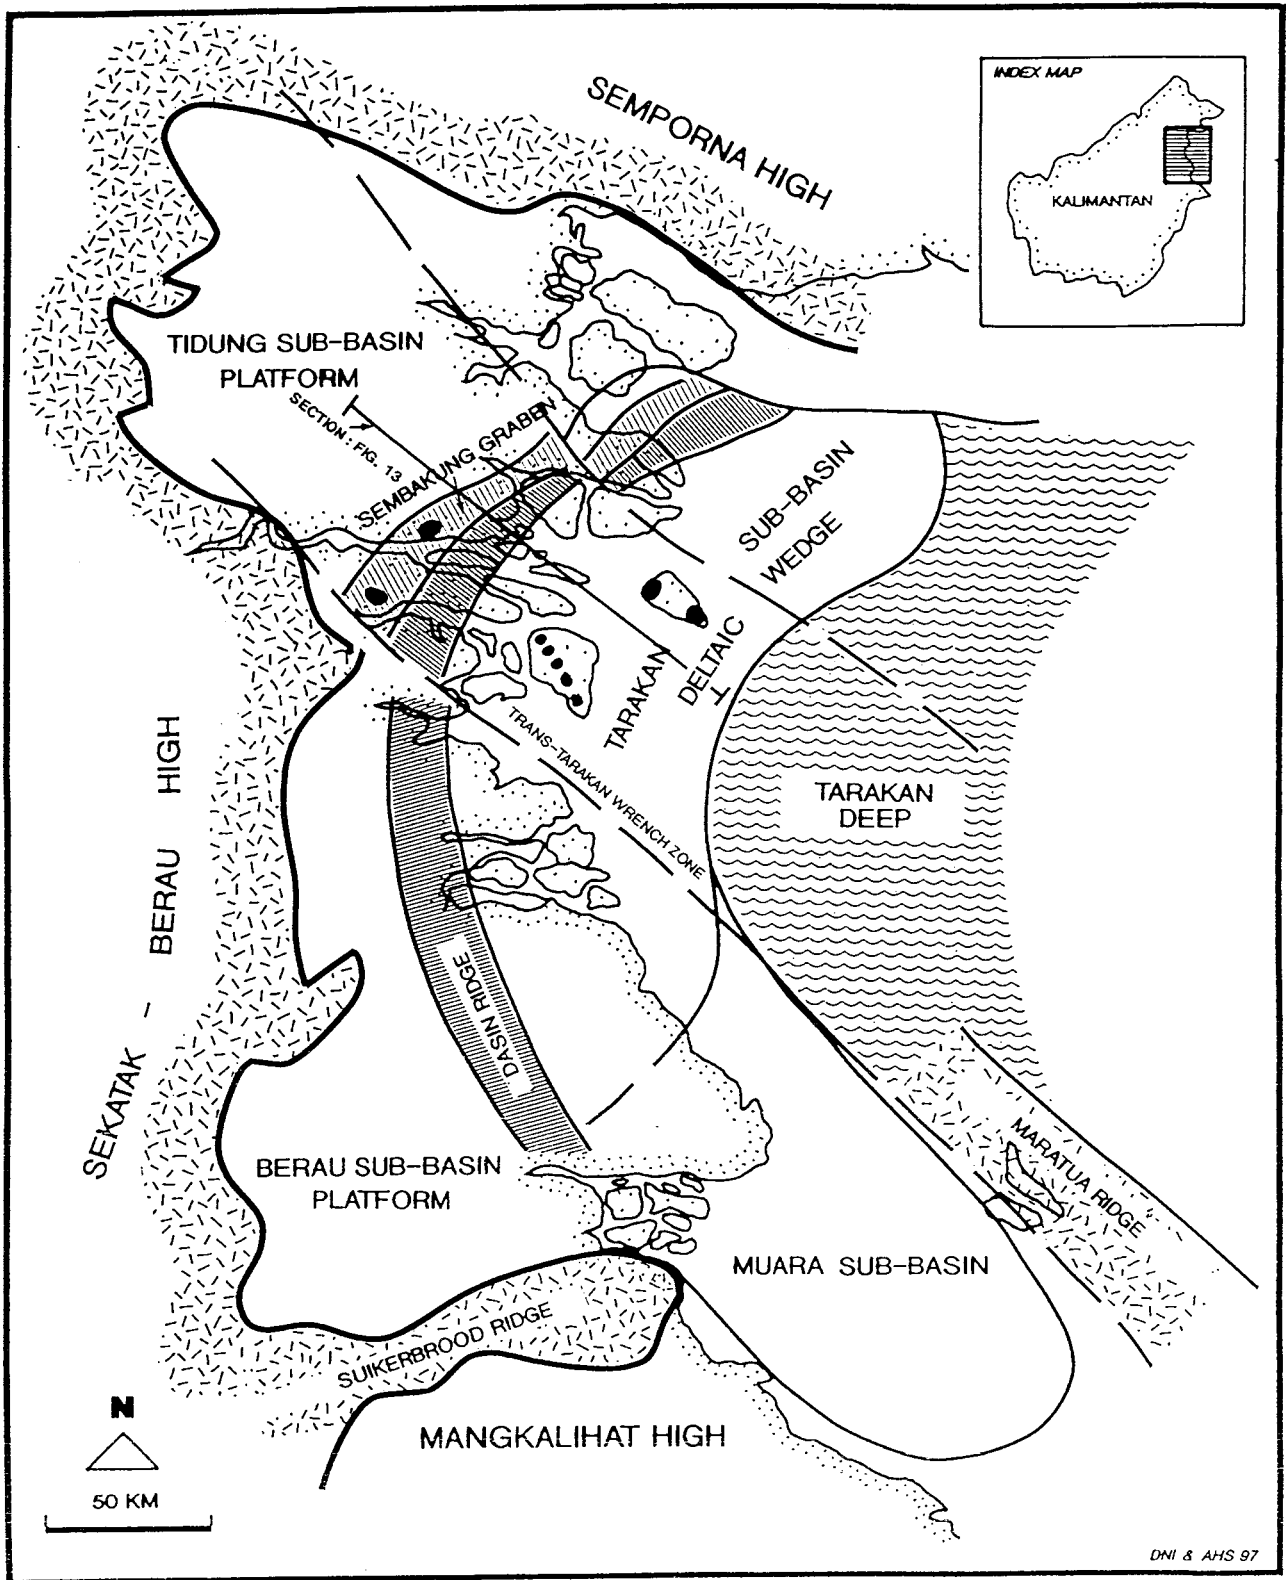 INDEX MAP
KALIMANTAN
SEMPORNA HIGH
TIDUNG SUB-BASIN
PLATFORM
SECTION : FIG. 13
SEMBAKUNG GRABEN
SUB-BASIN
WEDGE
TARAKAN
DELTAIC
TRANS-TARAKAN WRENCH ZONE
TARAKAN
DEEP
SEKATAK - BERAU HIGH
DASIN RIDGE
BERAU SUB-BASIN
PLATFORM
MARATUA RIDGE
MUARA SUB-BASIN
SUIKERBROOD RIDGE
MANGKALIHAT HIGH
N
50 KM
DNI & AHS 97